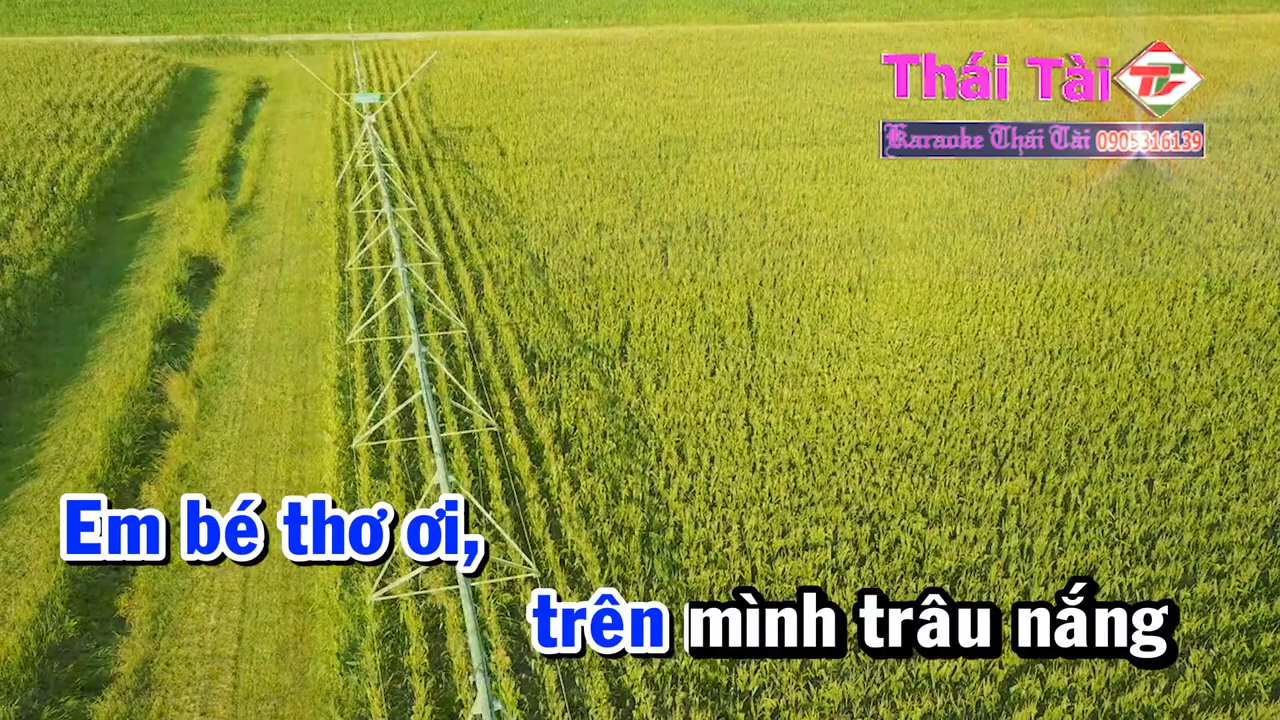 Thái Tài
Karaoke Thái Tài 0905316139
Em bé thơ ơi,
trên mình trâu nắng